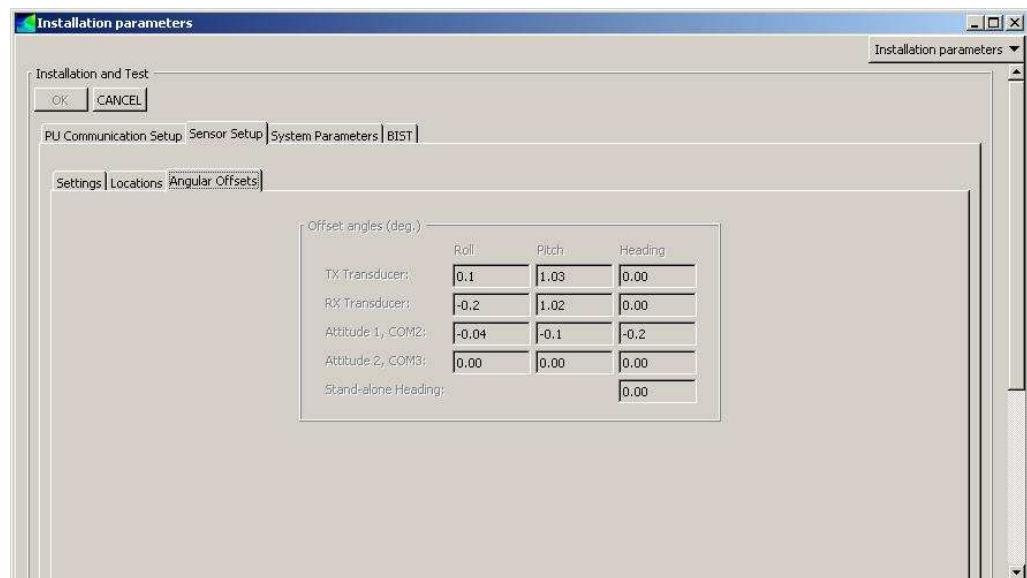 Installation parameters
Installation parameters
Installation and Test
OK CANCEL
PU Communication Setup Sensor Setup System Parameters BIST
Settings Locations Angular Offsets
Offset angles (deg.)
Roll Pitch Heading
TX Transducer: 0.1 1.03 0.00
RX Transducer: -0.2 1.02 0.00
Attitude 1, COM2: -0.04 -0.1 -0.2
Attitude 2, COM3: 0.00 0.00 0.00
Stand-alone Heading: 0.00